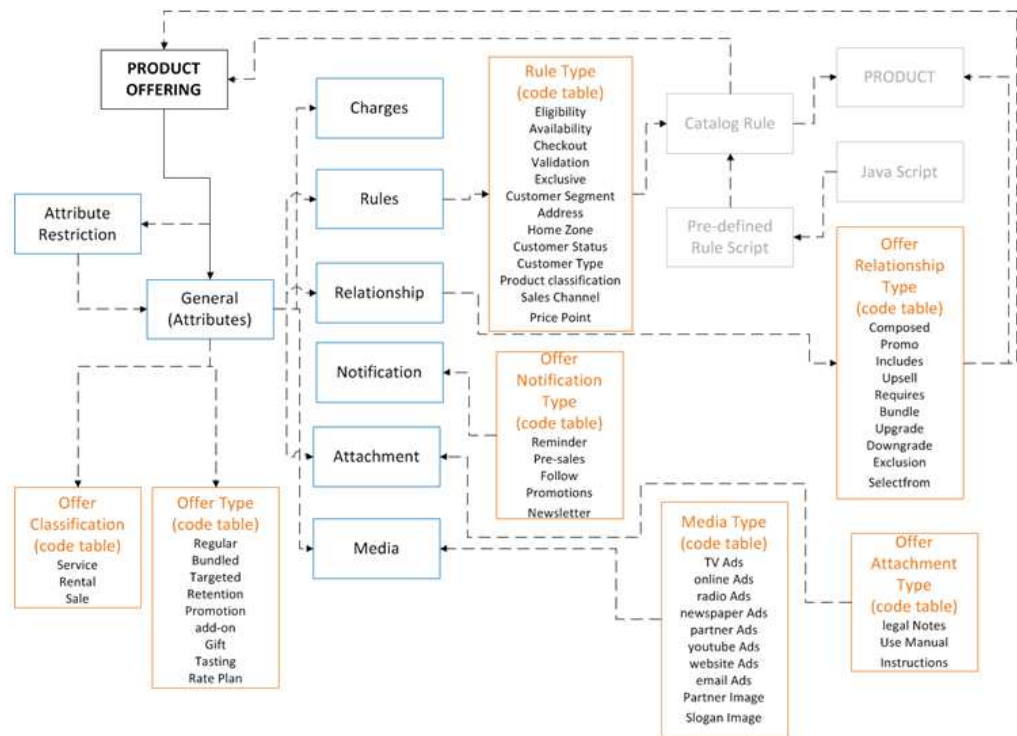 PRODUCT
OFFERING
Attribute
Restriction
General
(Attributes)
Offer
Classification
(code table)
Service
Rental
Sale
Offer Type
(code table)
Regular
Bundled
Targeted
Retention
Promotion
add-on
Gift
Tasting
Rate Plan
Charges
Rules
Relationship
Notification
Attachment
Media
Rule Type
(code table)
Eligibility
Availability
Checkout
Validation
Exclusive
Customer Segment
Address
Home Zone
Customer Status
Customer Type
Product classification
Sales Channel
Price Point
Offer
Notification
Type
(code table)
Reminder
Pre-sales
Follow
Promotions
Newsletter
Catalog Rule
Pre-defined
Rule Script
PRODUCT
Java Script
Offer
Relationship
Type
(code table)
Composed
Promo
Includes
Upsell
Requires
Bundle
Upgrade
Downgrade
Exclusion
Selectfrom
Media Type
(code table)
TV Ads
online Ads
radio Ads
newspaper Ads
partner Ads
youtube Ads
website Ads
email Ads
Partner Image
Slogan Image
Offer
Attachment
Type
(code table)
legal Notes
Use Manual
Instructions